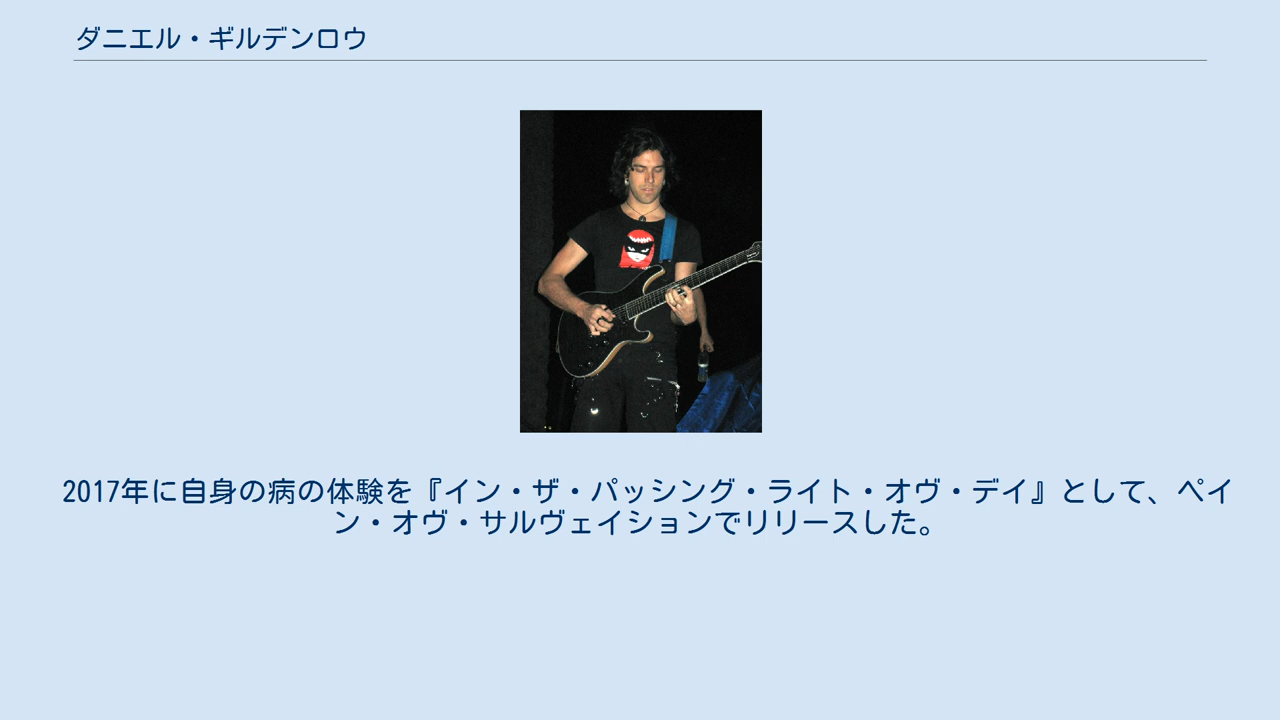 ダニエル・ギルデンロウ
2017年に自身の病の体験を『イン・ザ・パッシング・ライト・オヴ・デイ』として、ペイ
ン・オヴ・サルヴェイションでリリースした。